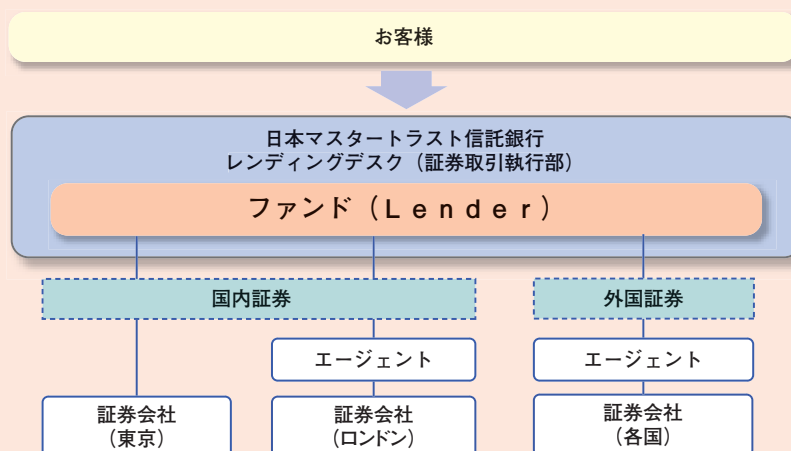 お客様
日本マスタートラスト信託銀行
レンディングデスク（証券取引執行部）
ファンド（Ｌｅｎｄｅｒ）
国内証券
外国証券
エージェント
エージェント
証券会社
（東京）
証券会社
（ロンドン）
証券会社
（各国）